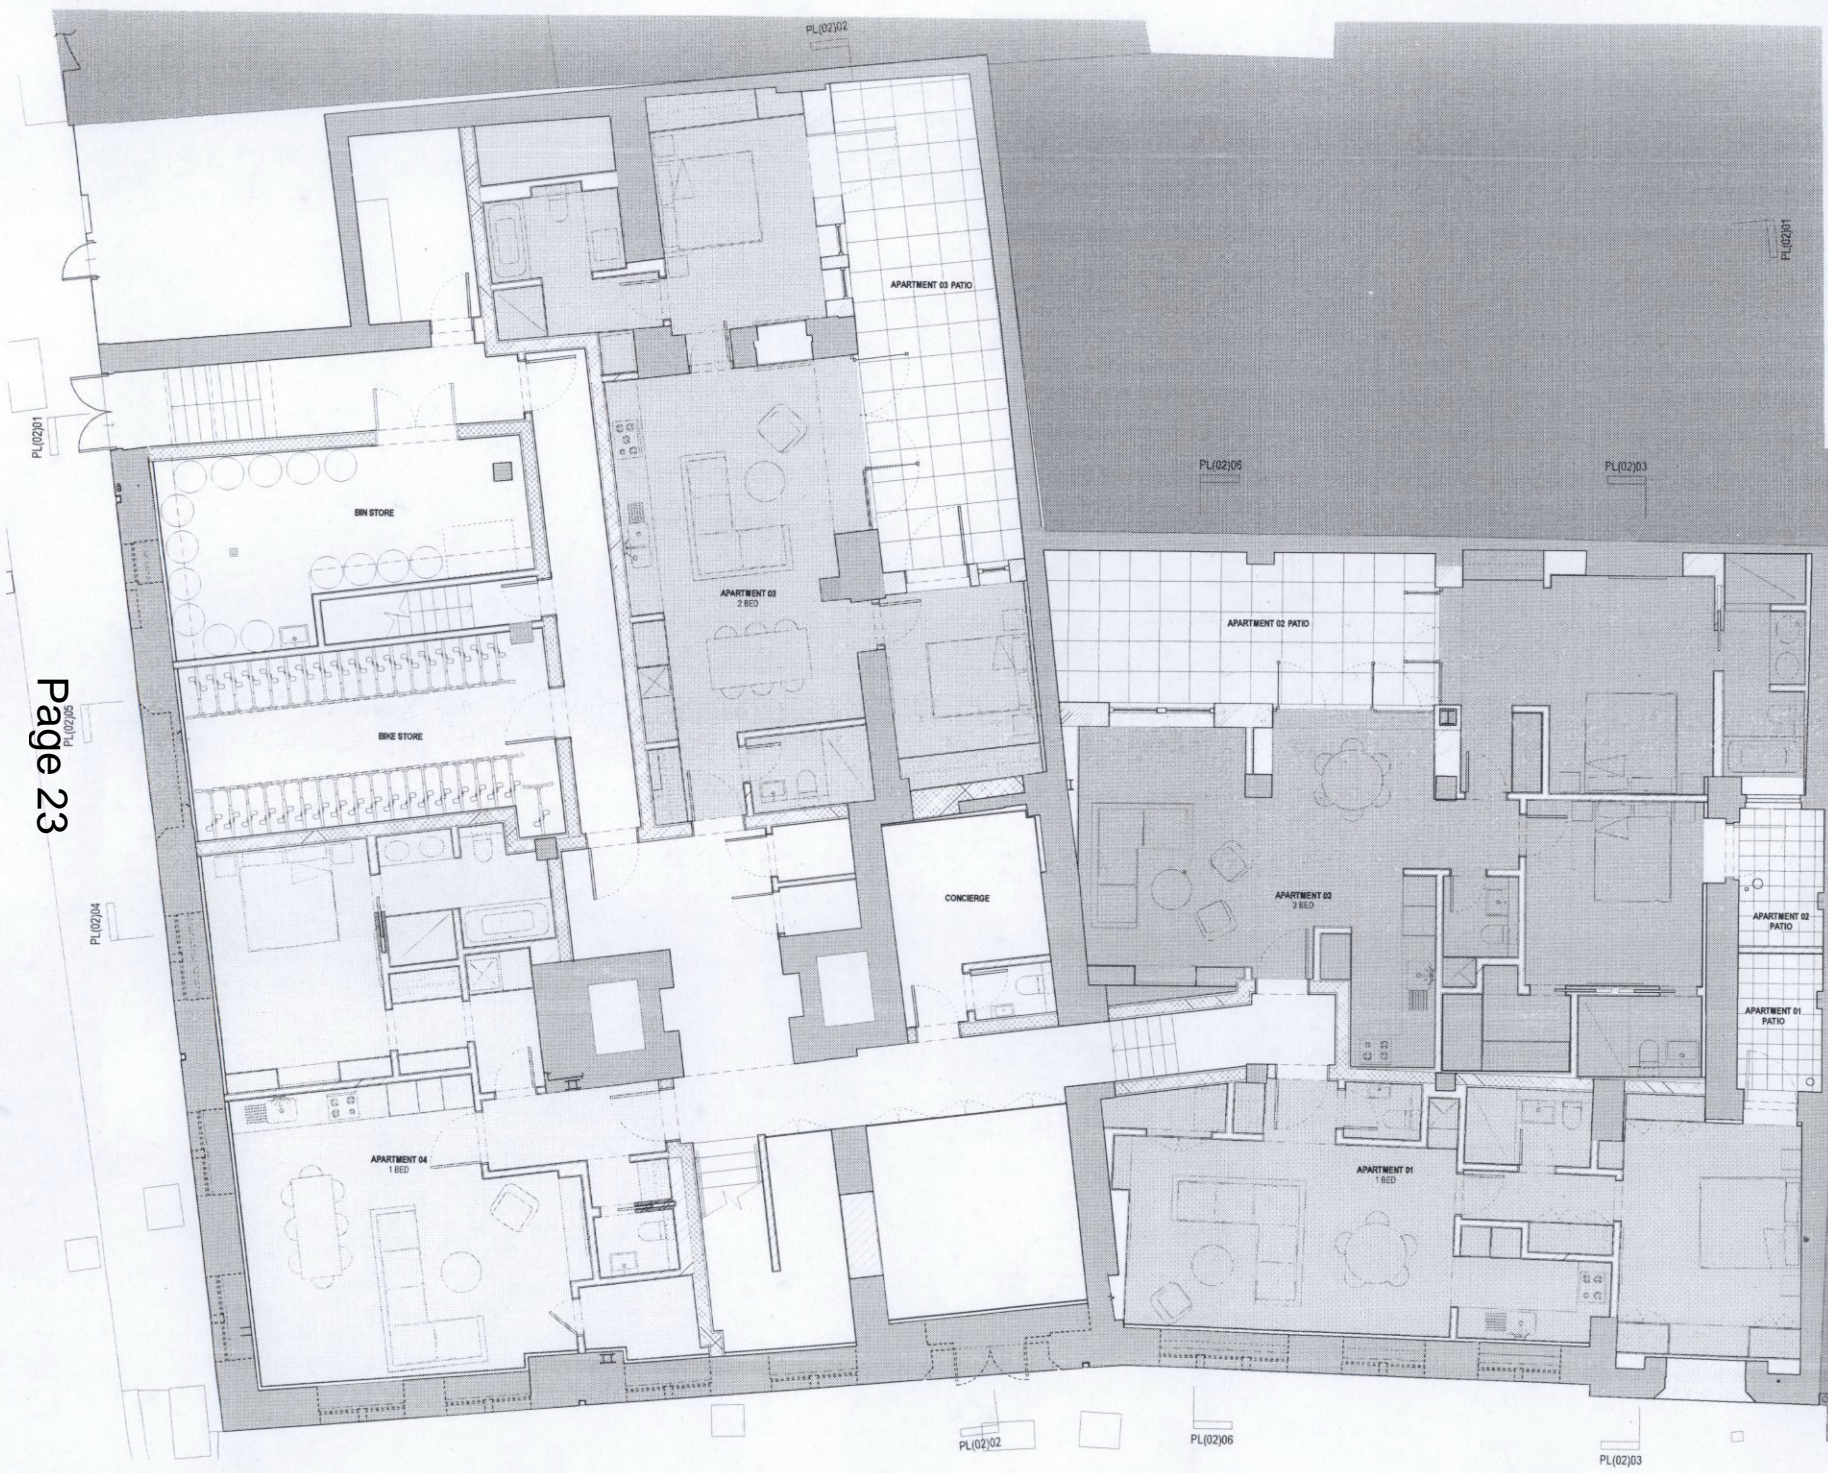 PL(02)02
PL(02)01
APARTMENT 03 PATIO
PL(02)01
PL(02)06
PL(02)03
BIN STORE
APARTMENT 03
2 BED
APARTMENT 02 PATIO
Page 23
PL(02)05
BIKE STORE
CONCIERGE
APARTMENT 02
2 BED
PL(02)04
APARTMENT 02
PATIO
APARTMENT 01
PATIO
APARTMENT 04
1 BED
APARTMENT 01
1 BED
PL(02)02
PL(02)06
PL(02)03